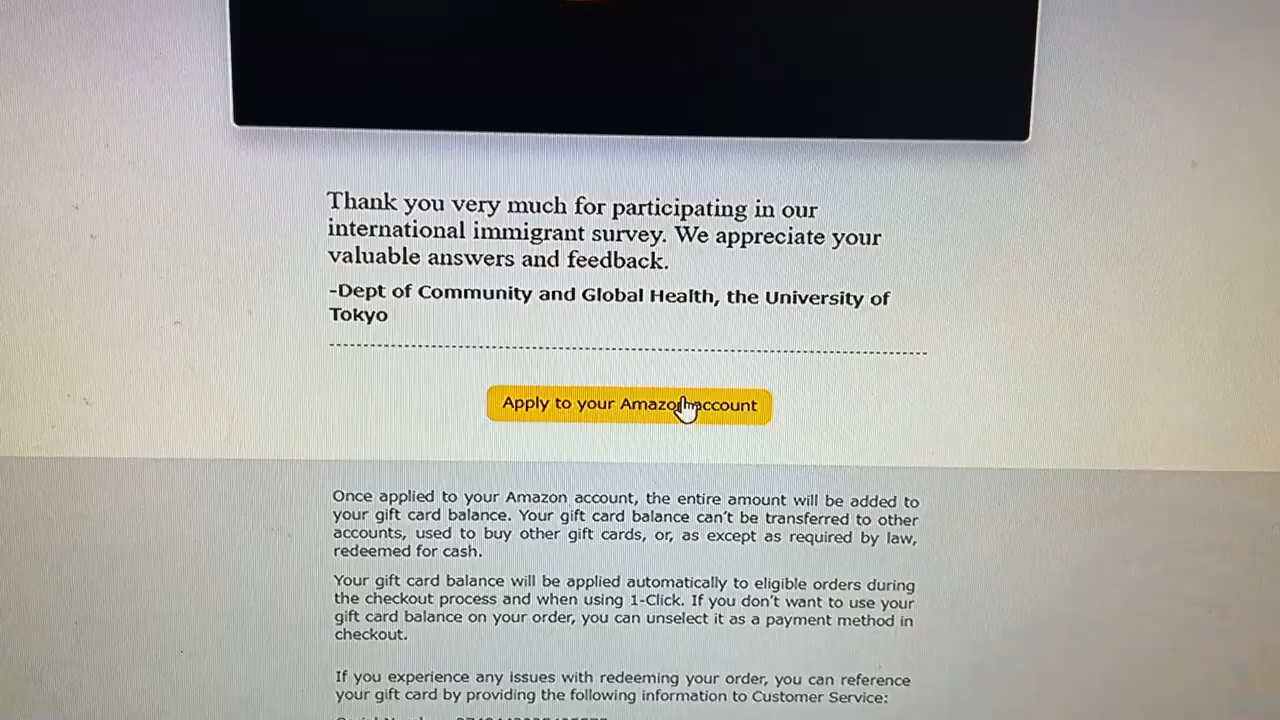 Thank you very much for participating in our
international immigrant survey. We appreciate your
valuable answers and feedback.
-Dept of Community and Global Health, the University of
Tokyo
Apply to your Amazon account
Once applied to your Amazon account, the entire amount will be added to
your gift card balance. Your gift card balance can't be transferred to other
accounts, used to buy other gift cards, or, as except as required by law,
redeemed for cash.
Your gift card balance will be applied automatically to eligible orders during
the checkout process and when using 1-Click. If you don't want to use your
gift card balance on your order, you can unselect it as a payment method in
checkout.
If you experience any issues with redeeming your order, you can reference
your gift card by providing the following information to Customer Service: